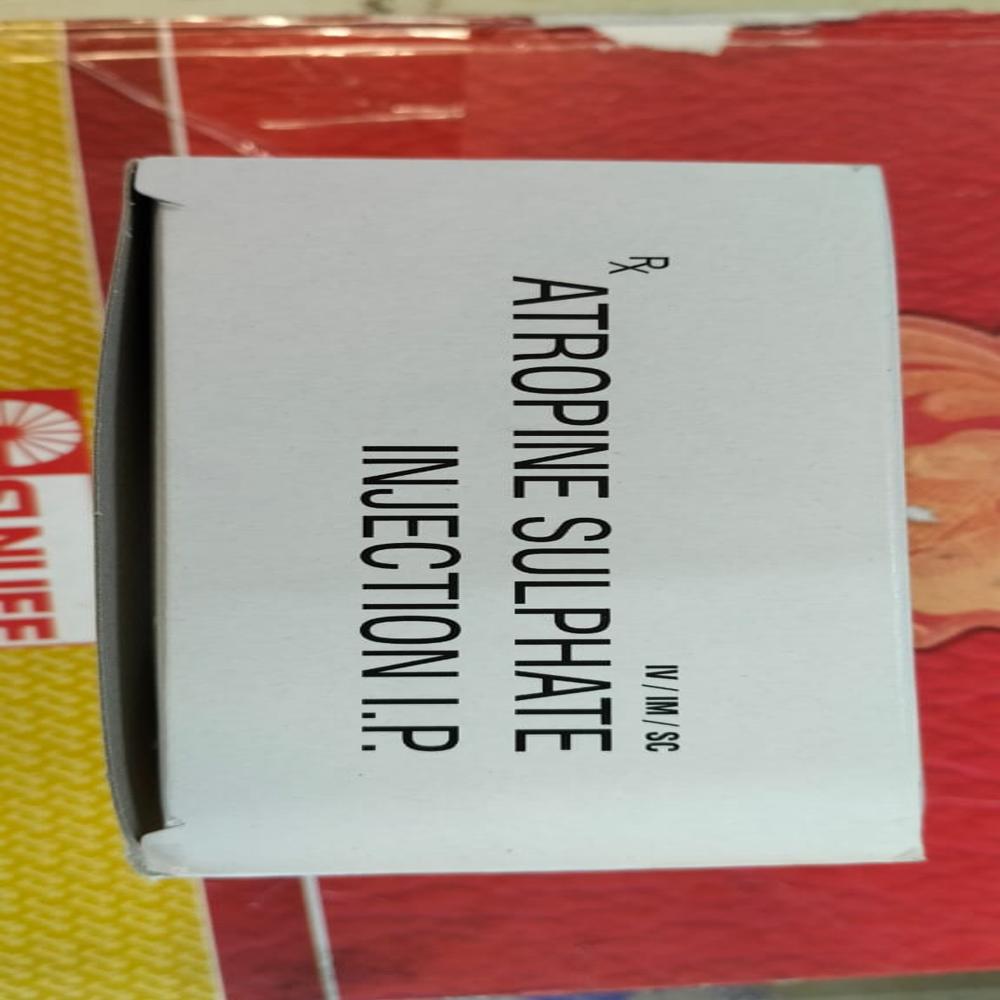 IV / IM / SC
Rx ATROPINE SULPHATE
INJECTION I.P.